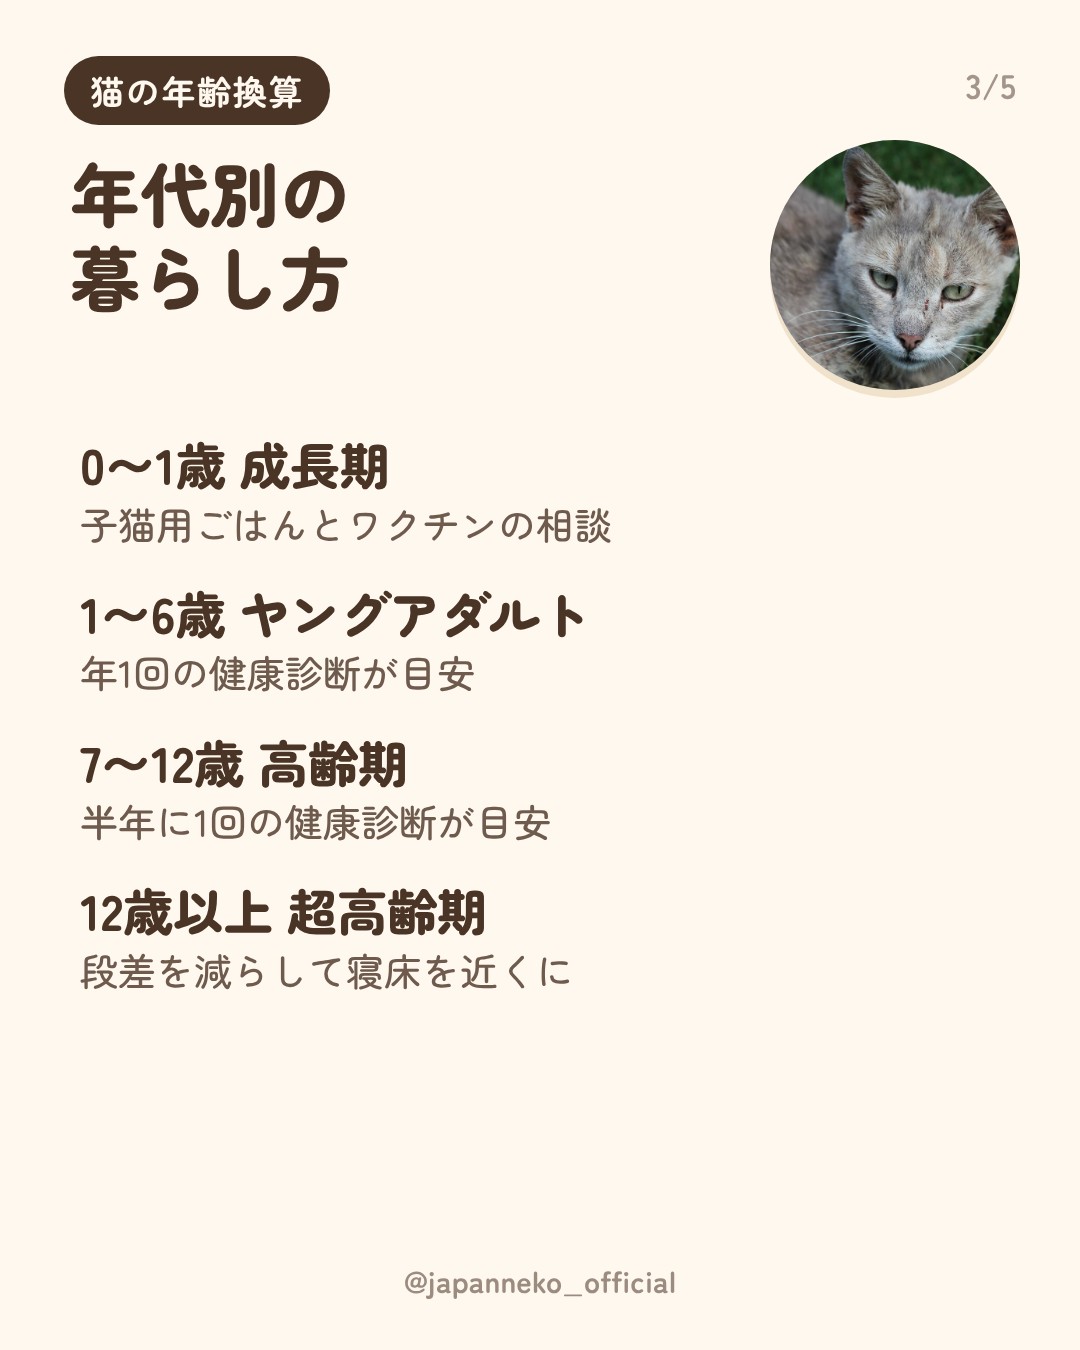 猫の年齢換算
3/5
年代別の
暮らし方
0〜1歳 成長期
子猫用ごはんとワクチンの相談
1〜6歳 ヤングアダルト
年1回の健康診断が目安
7〜12歳 高齢期
半年に1回の健康診断が目安
12歳以上 超高齢期
段差を減らして寝床を近くに
@japanneko_official